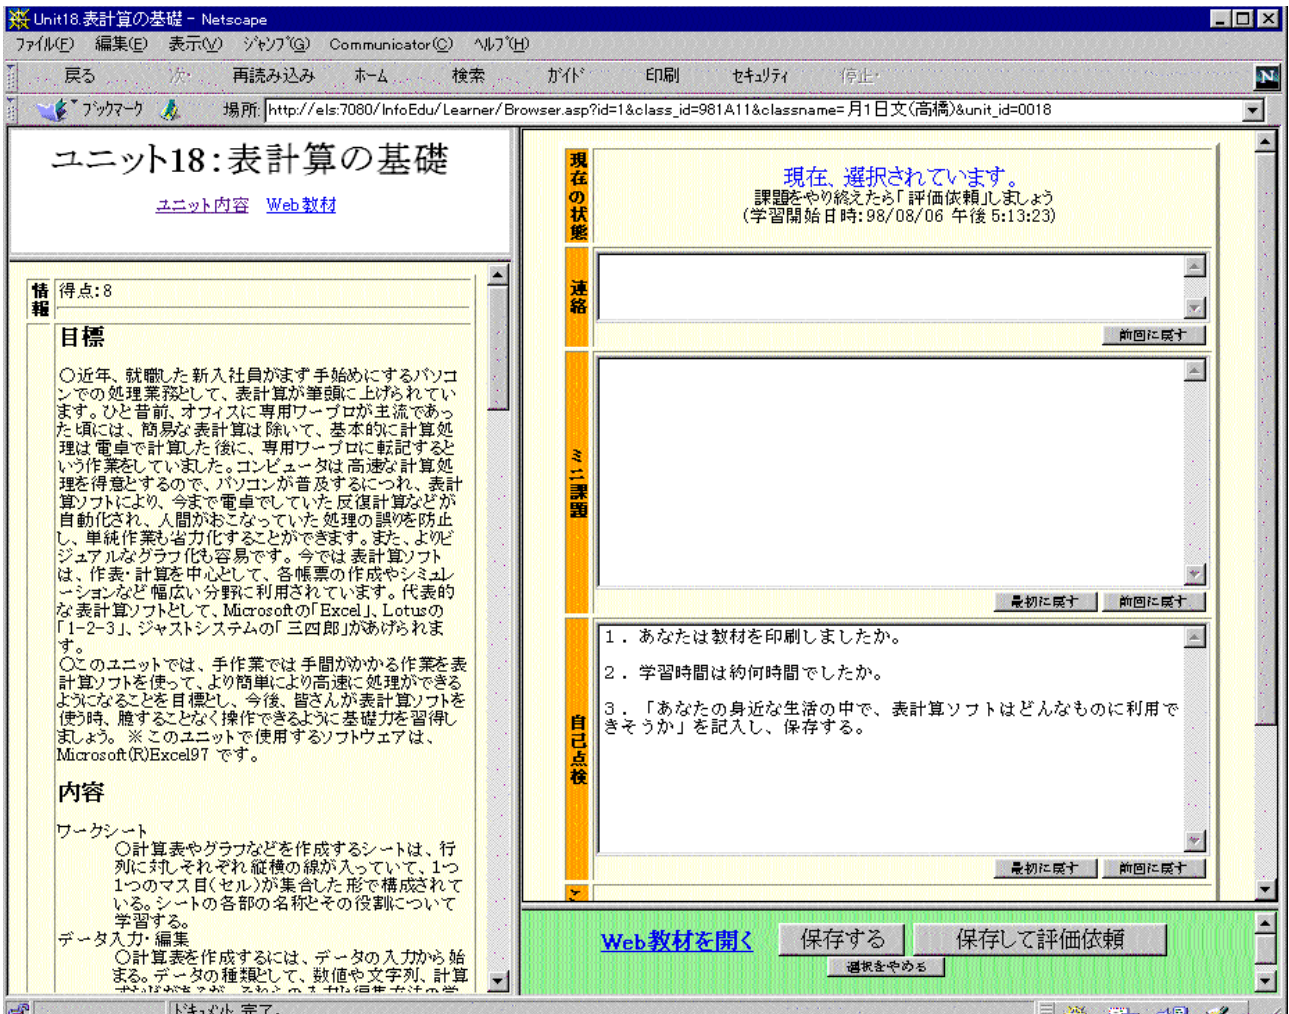 Unit18.表計算の基礎 - Netscape
ファイル(F) 編集(E) 表示(V) ジャンプ(G) Communicator(C) ヘルプ(H)
戻る 次 再読み込み ホーム 検索 ガイド 印刷 セキュリティ 停止
ブックマーク 場所: http://els:7080/InfoEdu/Learner/Browser.asp?id=1&class_id=981A11&classname=月1日文(高橋)&unit_id=0018
ユニット18:表計算の基礎
ユニット内容 Web教材
情報
得点:8
目標
○近年、就職した新入社員がまず手始めにするパソコ
ンでの処理業務として、表計算が筆頭に上げられてい
ます。ひと昔前、オフィスに専用ワープロが主流であっ
た頃には、簡易な表計算は除いて、基本的に計算処
理は電卓で計算した後に、専用ワープロに転記すると
いう作業をしていました。コンピュータは高速な計算処
理を得意とするので、パソコンが普及するにつれ、表計
算ソフトにより、今まで電卓でしていた反復計算などが
自動化され、人間がおこなっていた処理の誤りを防止
し、単純作業も省力化することができます。また、よりビ
ジュアルなグラフ化も容易です。今では表計算ソフト
は、作表・計算を中心として、各帳票の作成やシミュレ
ーションなど幅広い分野に利用されています。代表的
な表計算ソフトとして、Microsoftの「Excel」、Lotusの
「1-2-3」、ジャストシステムの「三四郎」があげられま
す。
○このユニットでは、手作業では手間がかかる作業を表
計算ソフトを使って、より簡単により高速に処理ができる
ようになることを目標とし、今後、皆さんが表計算ソフトを
使う時、臆することなく操作できるように基礎力を習得し
ましょう。 ※このユニットで使用するソフトウェアは、
Microsoft(R)Excel97 です。
内容
ワークシート
○計算表やグラフなどを作成するシートは、行
列に対しそれぞれ縦横の線が入っていて、1つ
1つのマス目(セル)が集合した形で構成されて
いる。シートの各部の名称とその役割について
学習する。
データ入力・編集
○計算表を作成するには、データの入力から始
まる。データの種類として、数値や文字列、計算
現在の状態
現在、選択されています。
課題をやり終えたら「評価依頼」しましょう
(学習開始日時:98/08/06 午後 5:13:23)
連絡
前回に戻す
ミニ課題
最初に戻す 前回に戻す
自己点検
1．あなたは教材を印刷しましたか。
2．学習時間は約何時間でしたか。
3．「あなたの身近な生活の中で、表計算ソフトはどんなものに利用で
きそうか」を記入し、保存する。
最初に戻す 前回に戻す
Web教材を開く 保存する 保存して評価依頼
選択をやめる
ドキュメント 完了。